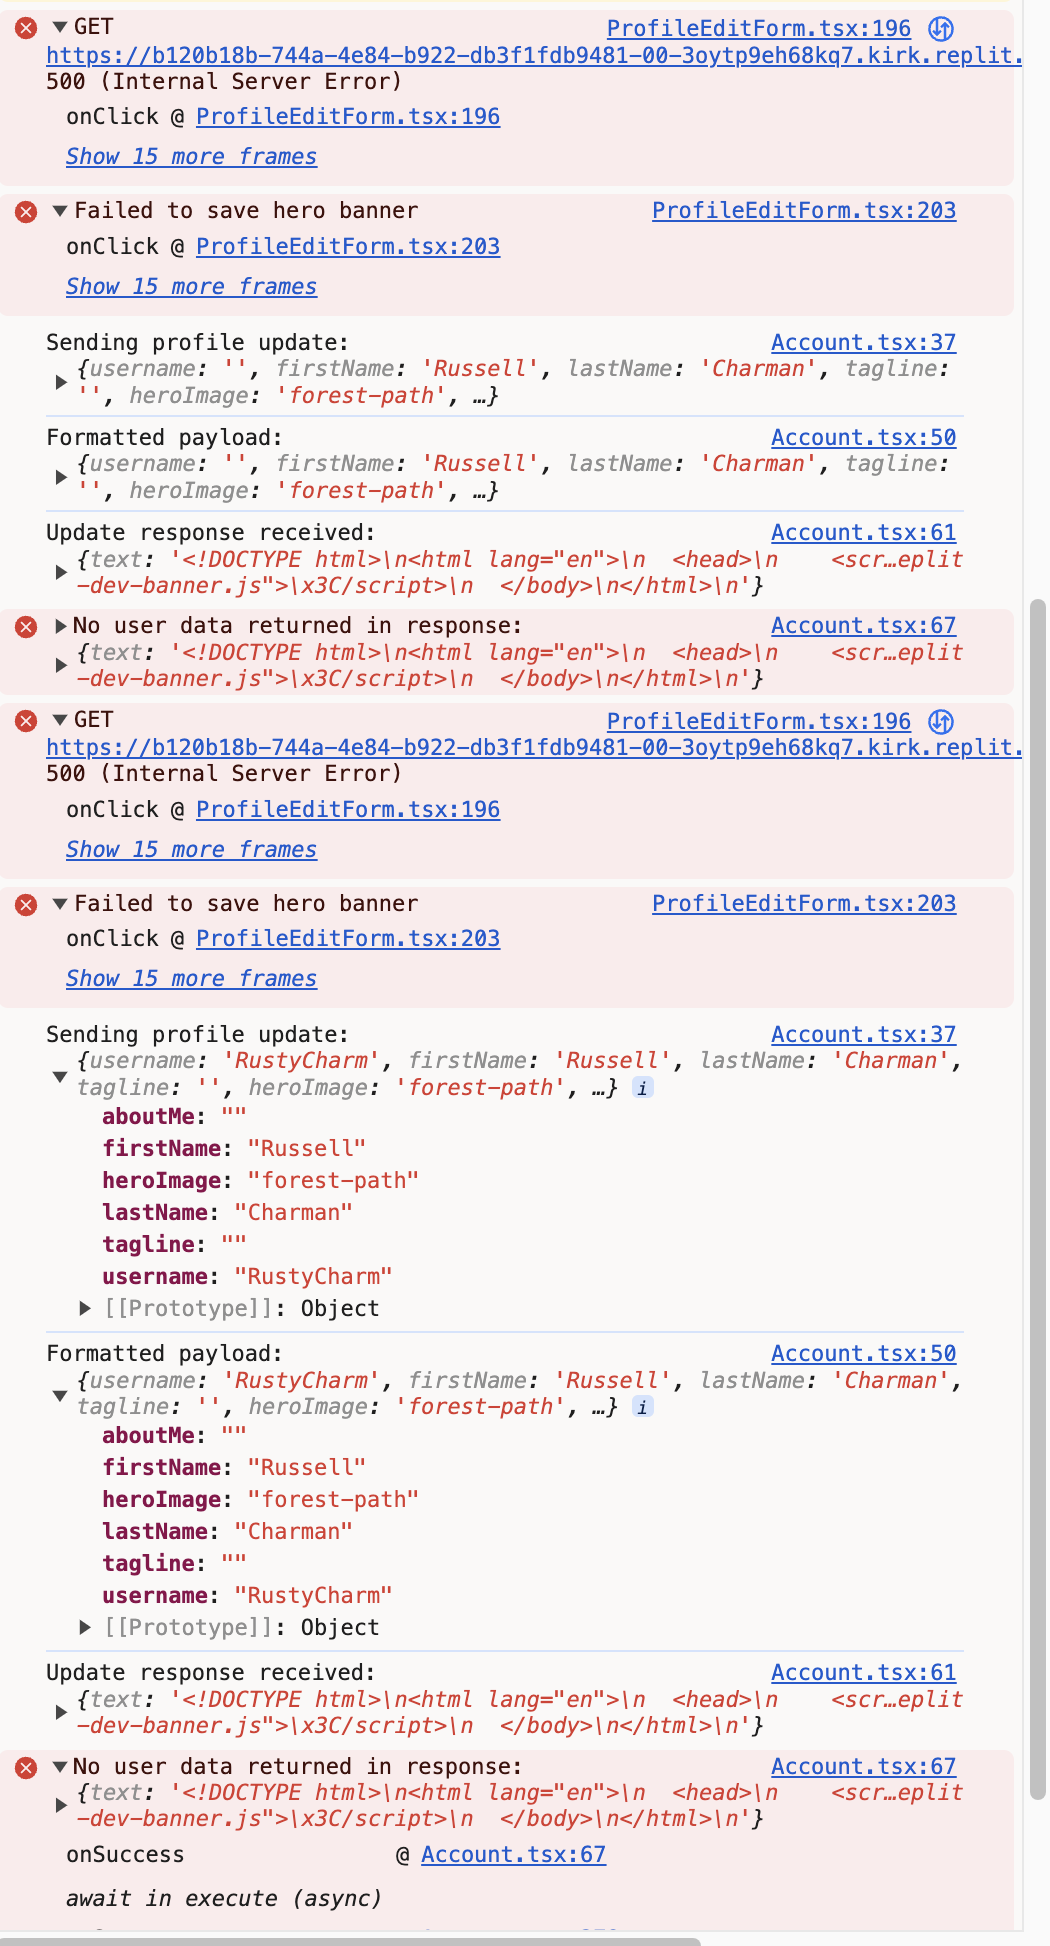 GET ProfileEditForm.tsx:196
https://b120b18b-744a-4e84-b922-db3f1fdb9481-00-3oytp9eh68kq7.kirk.replit.
500 (Internal Server Error)
onClick @ ProfileEditForm.tsx:196
Show 15 more frames
Failed to save hero banner ProfileEditForm.tsx:203
onClick @ ProfileEditForm.tsx:203
Show 15 more frames
Sending profile update: Account.tsx:37
{username: '', firstName: 'Russell', lastName: 'Charman', tagline:
'', heroImage: 'forest-path', …}
Formatted payload: Account.tsx:50
{username: '', firstName: 'Russell', lastName: 'Charman', tagline:
'', heroImage: 'forest-path', …}
Update response received: Account.tsx:61
{text: '<!DOCTYPE html>\n<html lang="en">\n  <head>\n    <scr…eplit
-dev-banner.js">\x3C/script>\n  </body>\n</html>\n'}
No user data returned in response: Account.tsx:67
{text: '<!DOCTYPE html>\n<html lang="en">\n  <head>\n    <scr…eplit
-dev-banner.js">\x3C/script>\n  </body>\n</html>\n'}
GET ProfileEditForm.tsx:196
https://b120b18b-744a-4e84-b922-db3f1fdb9481-00-3oytp9eh68kq7.kirk.replit.
500 (Internal Server Error)
onClick @ ProfileEditForm.tsx:196
Show 15 more frames
Failed to save hero banner ProfileEditForm.tsx:203
onClick @ ProfileEditForm.tsx:203
Show 15 more frames
Sending profile update: Account.tsx:37
{username: 'RustyCharm', firstName: 'Russell', lastName: 'Charman',
tagline: '', heroImage: 'forest-path', …} i
aboutMe: ""
firstName: "Russell"
heroImage: "forest-path"
lastName: "Charman"
tagline: ""
username: "RustyCharm"
[[Prototype]]: Object
Formatted payload: Account.tsx:50
{username: 'RustyCharm', firstName: 'Russell', lastName: 'Charman',
tagline: '', heroImage: 'forest-path', …} i
aboutMe: ""
firstName: "Russell"
heroImage: "forest-path"
lastName: "Charman"
tagline: ""
username: "RustyCharm"
[[Prototype]]: Object
Update response received: Account.tsx:61
{text: '<!DOCTYPE html>\n<html lang="en">\n  <head>\n    <scr…eplit
-dev-banner.js">\x3C/script>\n  </body>\n</html>\n'}
No user data returned in response: Account.tsx:67
{text: '<!DOCTYPE html>\n<html lang="en">\n  <head>\n    <scr…eplit
-dev-banner.js">\x3C/script>\n  </body>\n</html>\n'}
onSuccess @ Account.tsx:67
await in execute (async)